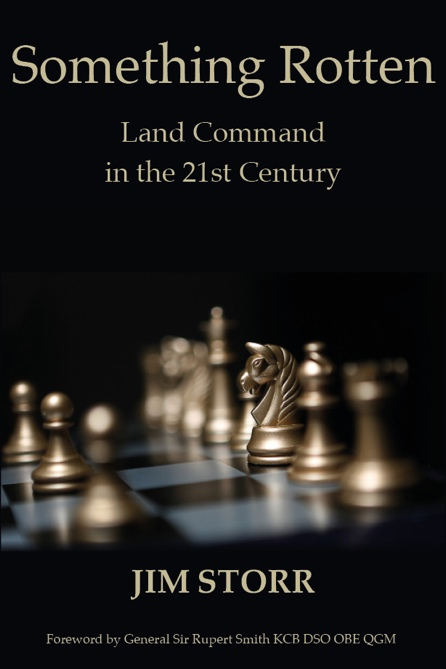 Something Rotten
Land Command
in the 21st Century
JIM STORR
Foreword by General Sir Rupert Smith KCB DSO OBE QGM